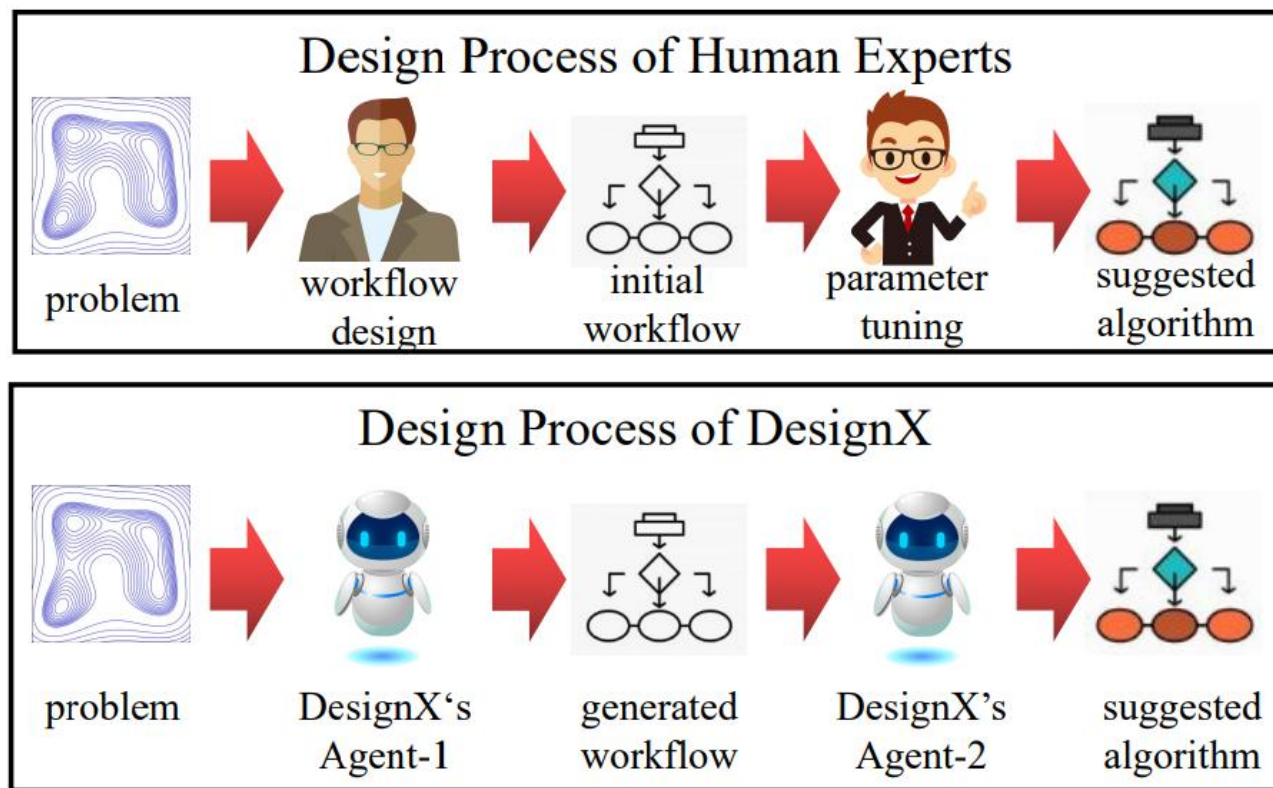 Design Process of Human Experts
problem
workflow
design
initial
workflow
parameter
tuning
suggested
algorithm
Design Process of DesignX
problem
DesignX‘s
Agent-1
generated
workflow
DesignX’s
Agent-2
suggested
algorithm